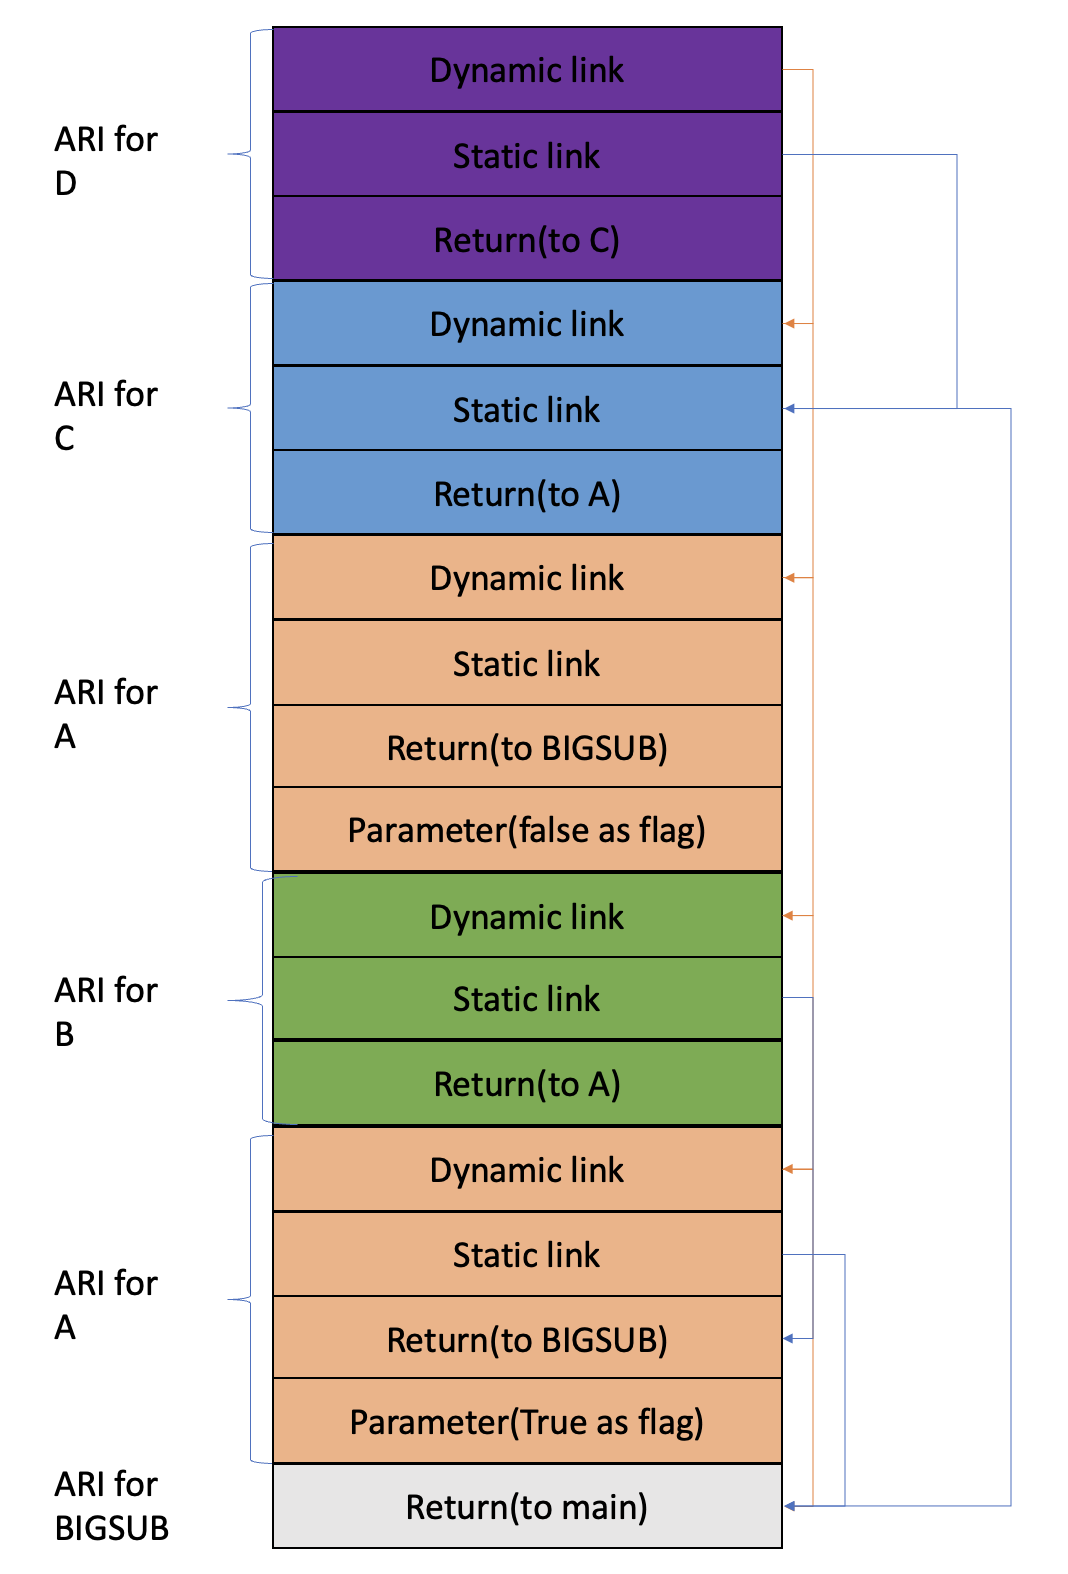 Dynamic link
ARI for
D
Static link
Return(to C)
Dynamic link
ARI for
C
Static link
Return(to A)
Dynamic link
Static link
ARI for
A
Return(to BIGSUB)
Parameter(false as flag)
Dynamic link
ARI for
B
Static link
Return(to A)
Dynamic link
Static link
ARI for
A
Return(to BIGSUB)
Parameter(True as flag)
ARI for
BIGSUB
Return(to main)